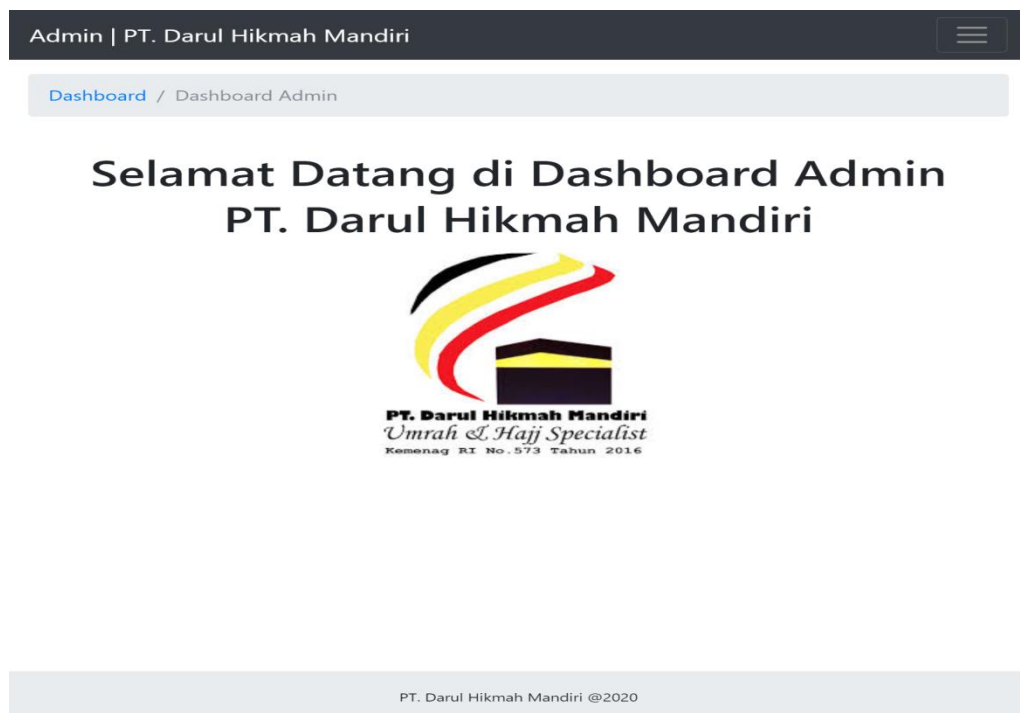 Admin | PT. Darul Hikmah Mandiri
Dashboard / Dashboard Admin
Selamat Datang di Dashboard Admin
PT. Darul Hikmah Mandiri
PT. Darul Hikmah Mandiri
Umrah & Hajj Specialist
Kemenag RI No.573 Tahun 2016
PT. Darul Hikmah Mandiri @2020